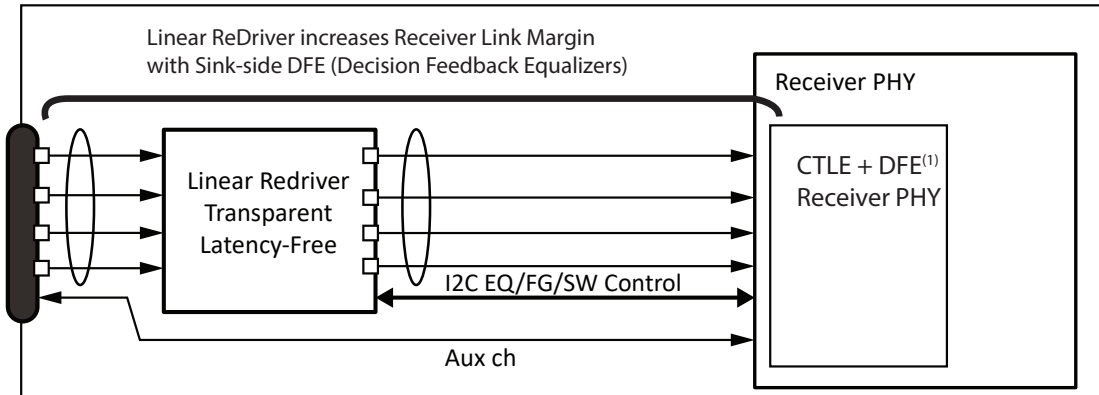 Linear ReDriver increases Receiver Link Margin
with Sink-side DFE (Decision Feedback Equalizers)
Receiver PHY
CTLE + DFE(1)
Receiver PHY
Linear Redriver
Transparent
Latency-Free
I2C EQ/FG/SW Control
Aux ch